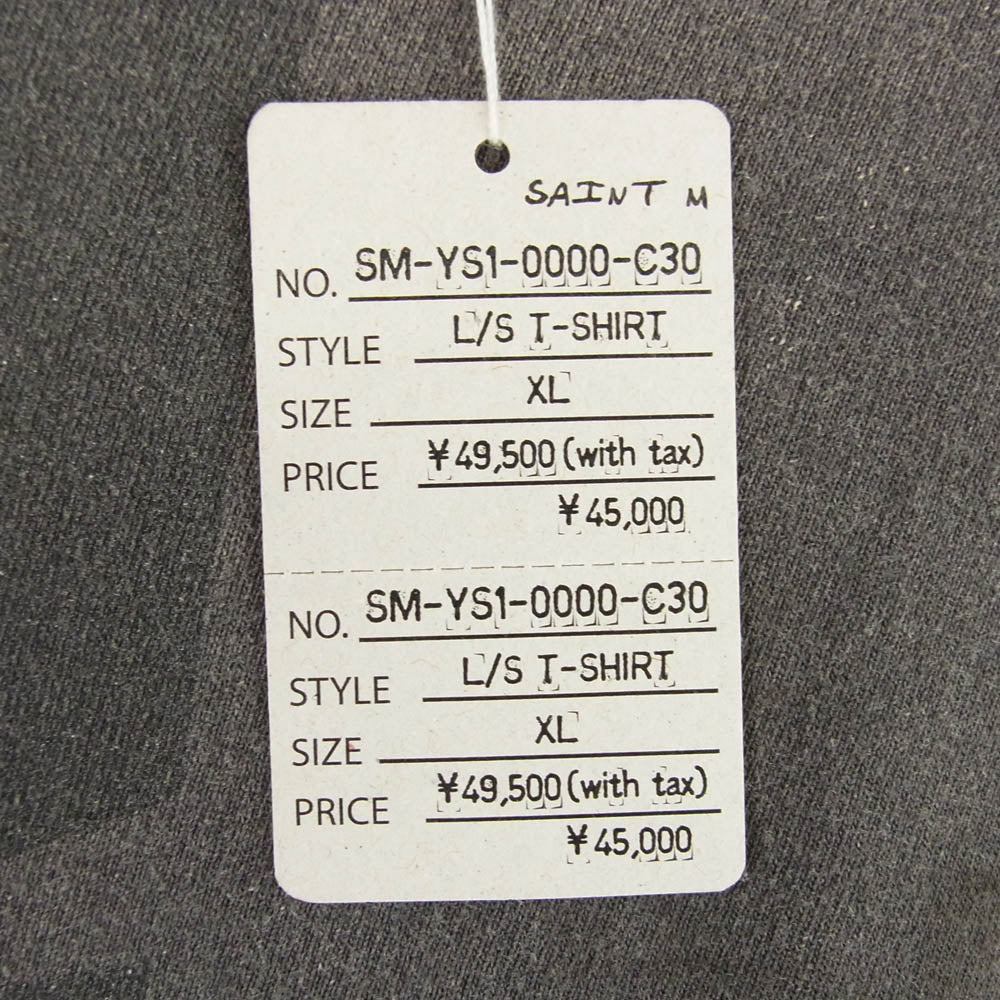 SAINT M
NO. SM-YS1-0000-C30
STYLE L/S T-SHIRT
SIZE XL
PRICE ¥49,500(with tax)
¥45,000
NO. SM-YS1-0000-C30
STYLE L/S T-SHIRT
SIZE XL
PRICE ¥49,500(with tax)
¥45,000